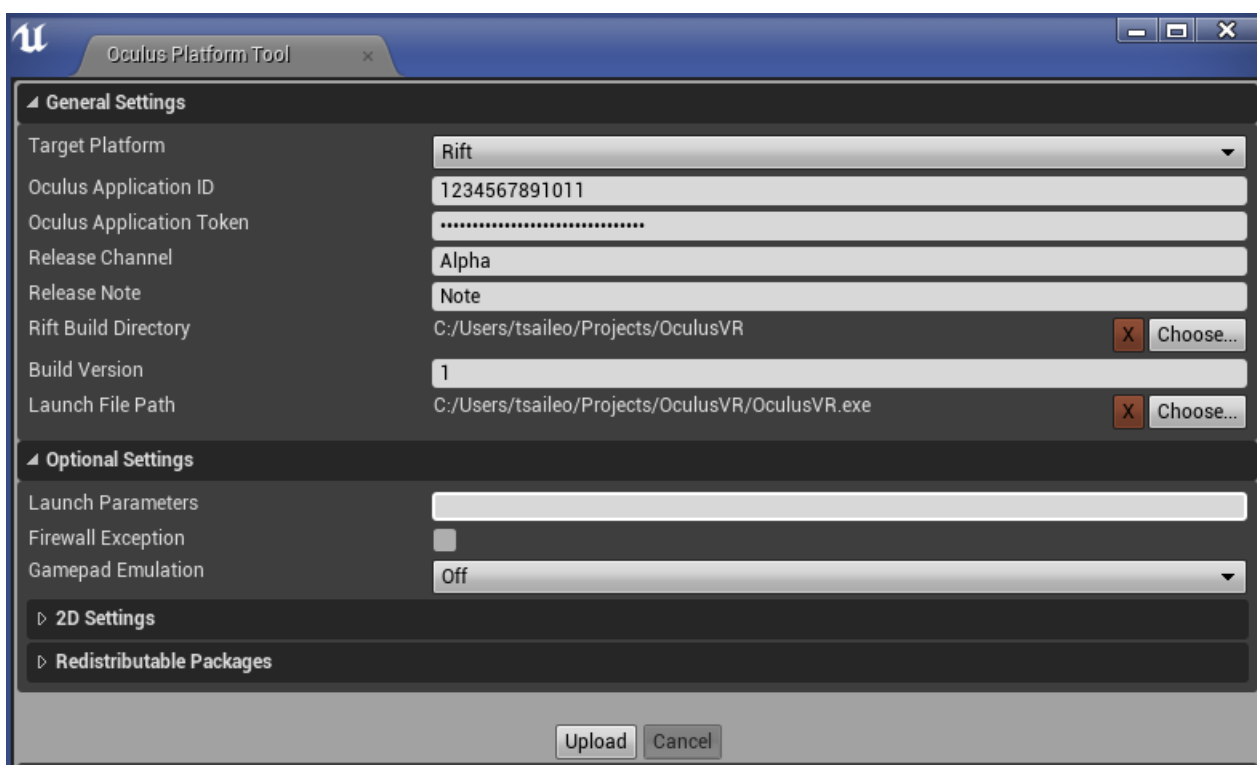 Oculus Platform Tool
General Settings
Target Platform Rift
Oculus Application ID 1234567891011
Oculus Application Token ••••••••••••••••••••••••••••••••
Release Channel Alpha
Release Note Note
Rift Build Directory C:/Users/tsaileo/Projects/OculusVR X Choose...
Build Version 1
Launch File Path C:/Users/tsaileo/Projects/OculusVR/OculusVR.exe X Choose...
Optional Settings
Launch Parameters
Firewall Exception
Gamepad Emulation Off
2D Settings
Redistributable Packages
Upload Cancel